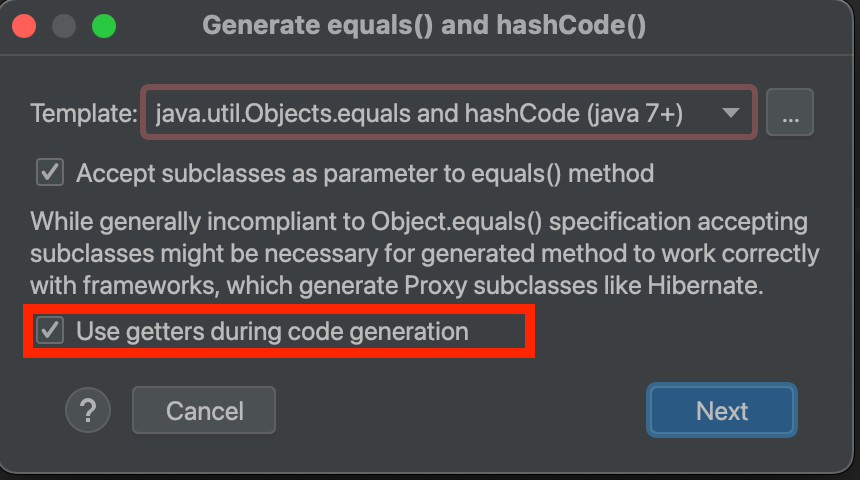 Generate equals() and hashCode()
Template: java.util.Objects.equals and hashCode (java 7+) ...
Accept subclasses as parameter to equals() method
While generally incompliant to Object.equals() specification accepting
subclasses might be necessary for generated method to work correctly
with frameworks, which generate Proxy subclasses like Hibernate.
Use getters during code generation
? Cancel Next